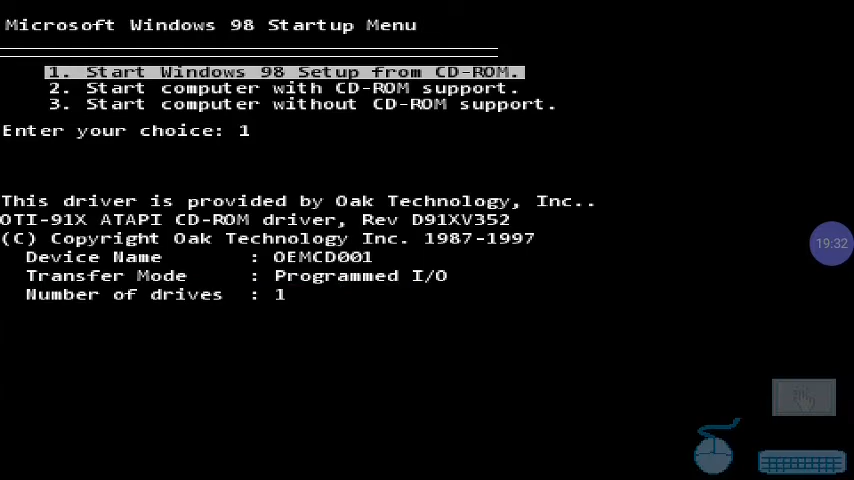 Microsoft Windows 98 Startup Menu
1. Start Windows 98 Setup from CD-ROM.
2. Start computer with CD-ROM support.
3. Start computer without CD-ROM support.
Enter your choice: 1
This driver is provided by Oak Technology, Inc..
OTI-91X ATAPI CD-ROM driver, Rev D91XV352
(C) Copyright Oak Technology Inc. 1987-1997
Device Name : OEMCD001
Transfer Mode : Programmed I/O
Number of drives : 1
19:32